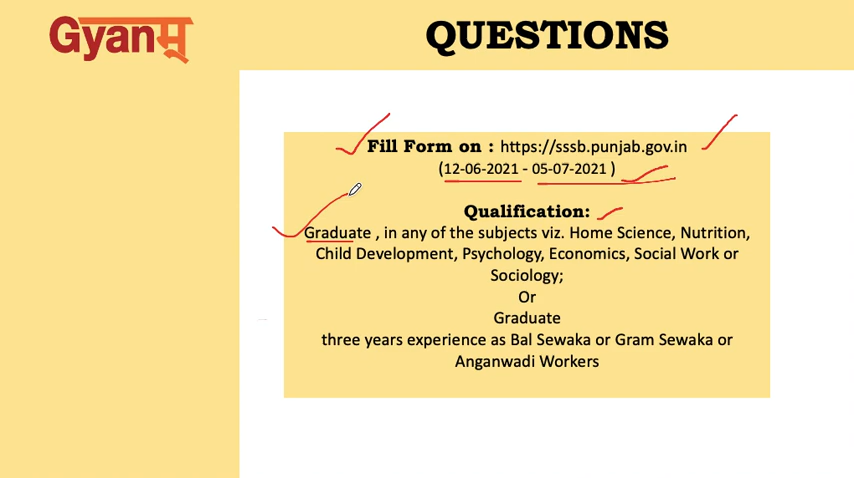 Gyanमू
QUESTIONS
Fill Form on : https://sssb.punjab.gov.in
(12-06-2021 - 05-07-2021 )
Qualification:
Graduate , in any of the subjects viz. Home Science, Nutrition,
Child Development, Psychology, Economics, Social Work or
Sociology;
Or
Graduate
three years experience as Bal Sewaka or Gram Sewaka or
Anganwadi Workers